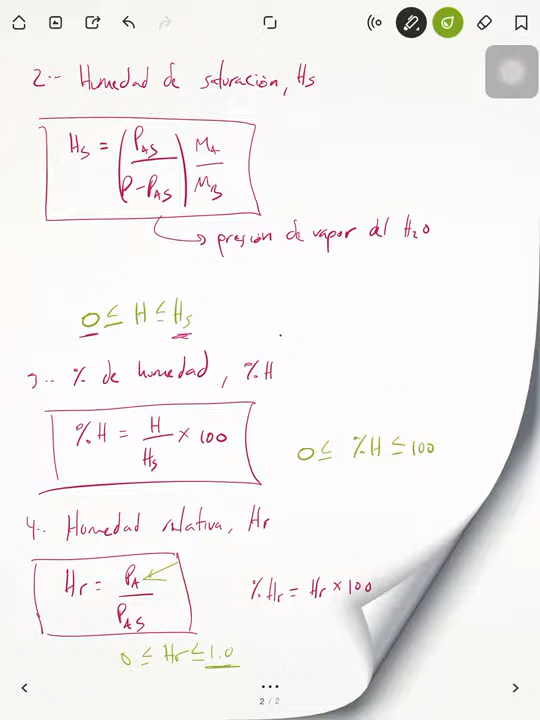 2.- Humedad de saturación, Hs
Hs = (PAS / P-PAS) MA / MB
presión de vapor del H2O
0 ≤ H ≤ Hs
3.- % de humedad, %H
%H = H / Hs × 100
0 ≤ %H ≤ 100
4.- Humedad relativa, Hr
Hr = PA / PAS
%Hr = Hr × 100
0 ≤ Hr ≤ 1.0
2 / 2